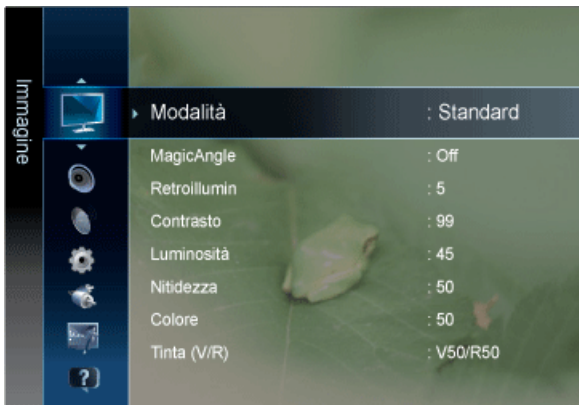 Immagine
Modalità : Standard
MagicAngle : Off
Retroillumin : 5
Contrasto : 99
Luminosità : 45
Nitidezza : 50
Colore : 50
Tinta (V/R) : V50/R50